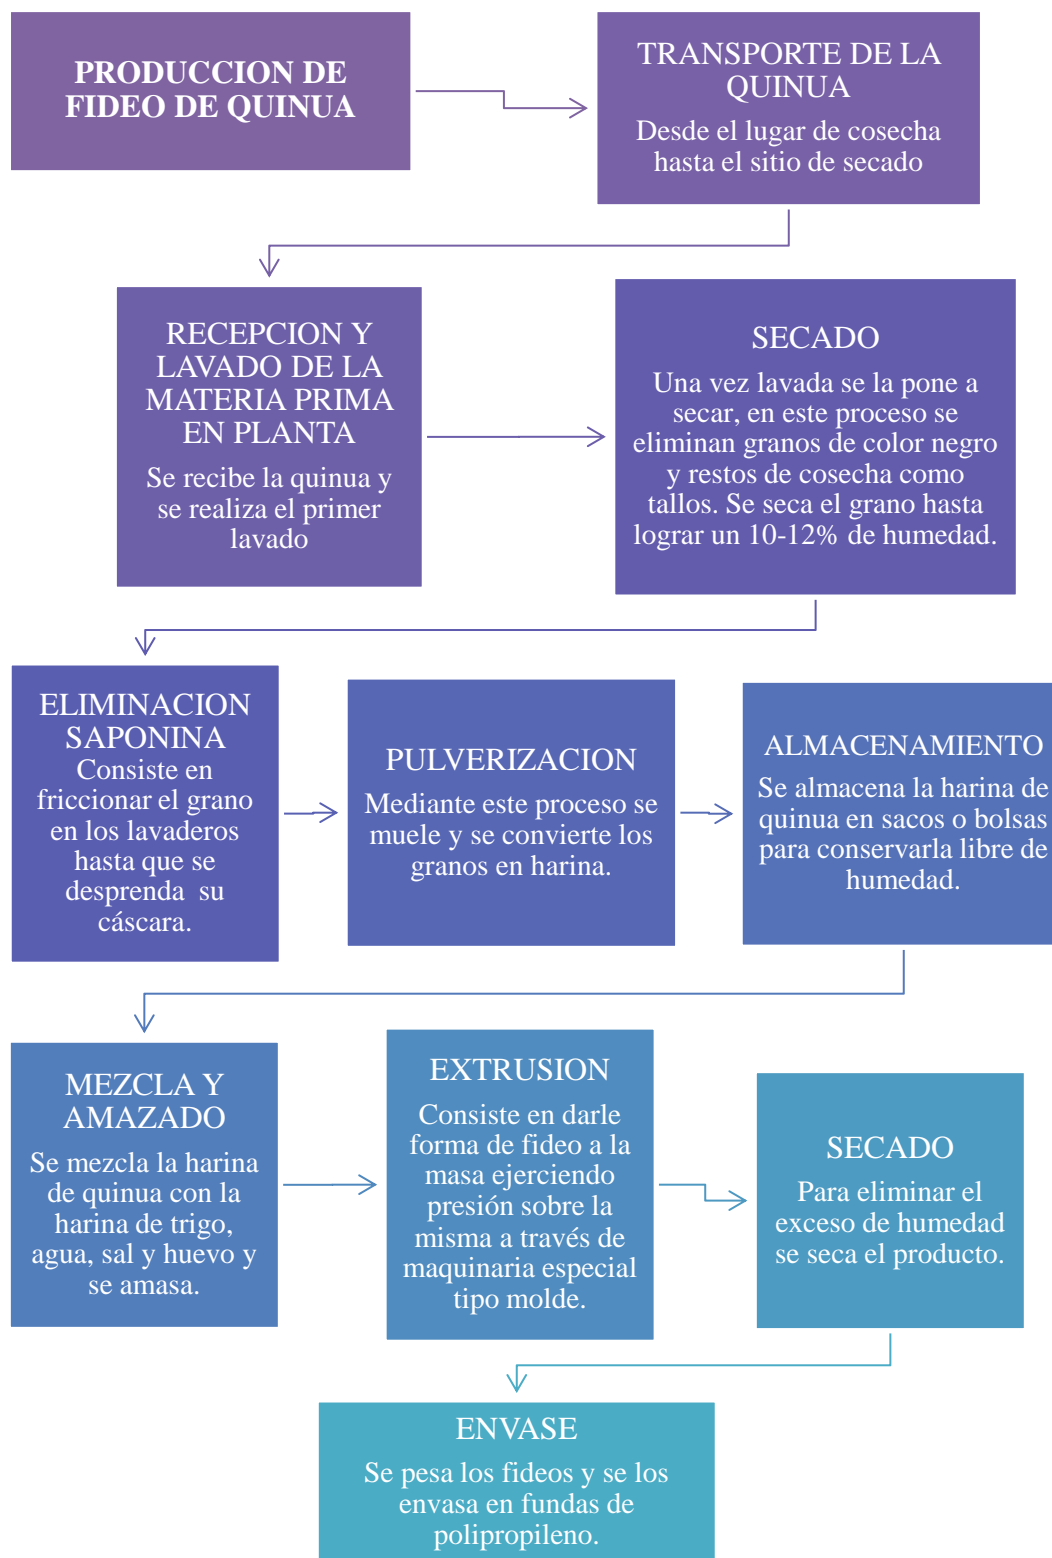 PRODUCCION DE
FIDEO DE QUINUA
TRANSPORTE DE LA
QUINUA
Desde el lugar de cosecha
hasta el sitio de secado
RECEPCION Y
LAVADO DE LA
MATERIA PRIMA
EN PLANTA
Se recibe la quinua y
se realiza el primer
lavado
SECADO
Una vez lavada se la pone a
secar, en este proceso se
eliminan granos de color negro
y restos de cosecha como
tallos. Se seca el grano hasta
lograr un 10-12% de humedad.
ELIMINACION
SAPONINA
Consiste en
friccionar el grano
en los lavaderos
hasta que se
desprenda su
cáscara.
PULVERIZACION
Mediante este proceso se
muele y se convierte los
granos en harina.
ALMACENAMIENTO
Se almacena la harina de
quinua en sacos o bolsas
para conservarla libre de
humedad.
MEZCLA Y
AMAZADO
Se mezcla la harina
de quinua con la
harina de trigo,
agua, sal y huevo y
se amasa.
EXTRUSION
Consiste en darle
forma de fideo a la
masa ejerciendo
presión sobre la
misma a través de
maquinaria especial
tipo molde.
SECADO
Para eliminar el
exceso de humedad
se seca el producto.
ENVASE
Se pesa los fideos y se los
envasa en fundas de
polipropileno.